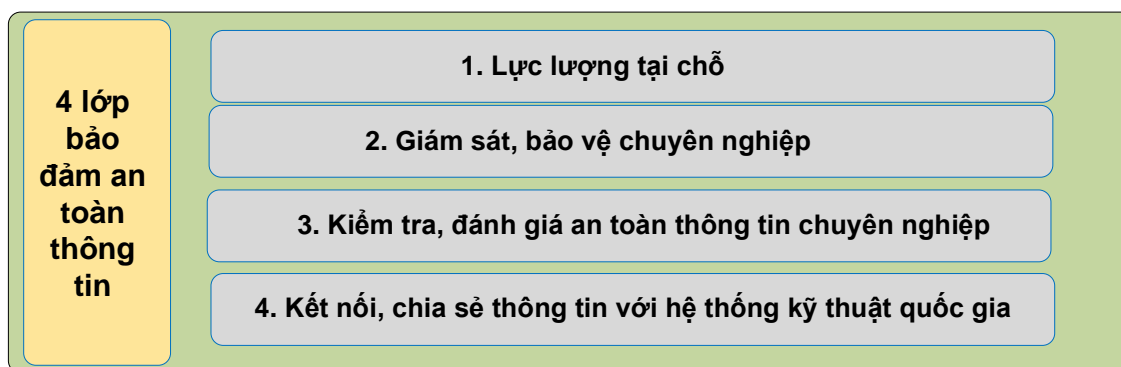 4 lớp
bảo
đảm an
toàn
thông
tin
1. Lực lượng tại chỗ
2. Giám sát, bảo vệ chuyên nghiệp
3. Kiểm tra, đánh giá an toàn thông tin chuyên nghiệp
4. Kết nối, chia sẻ thông tin với hệ thống kỹ thuật quốc gia